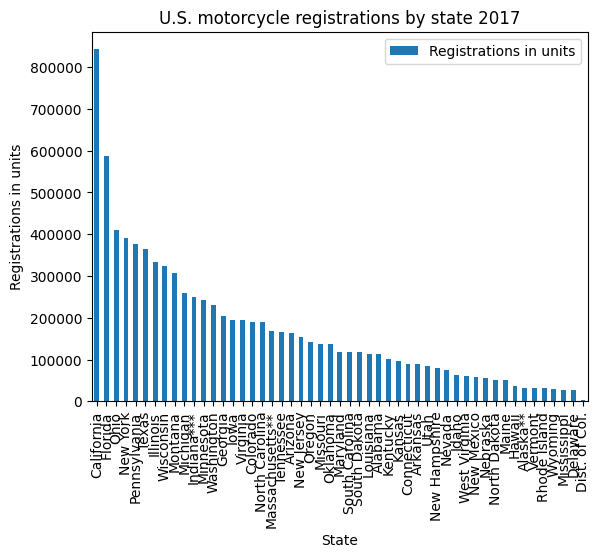 U.S. motorcycle registrations by state 2017
Registrations in units
Registrations in units
800000
700000
600000
500000
400000
300000
200000
100000
0
California
Florida
Ohio
New York
Pennsylvania
Texas
Illinois
Wisconsin
Montana
Michigan
Indiana***
Minnesota
Washington
Georgia
Iowa
Virginia
Colorado
North Carolina
Massachusetts**
Tennessee
Arizona
New Jersey
Oregon
Missouri
Oklahoma
Maryland
South Carolina
South Dakota
Louisiana
Alabama
Kentucky
Kansas
Connecticut
Arkansas
Utah
New Hampshire
Nevada
Idaho
West Virginia
New Mexico
Nebraska
North Dakota
Maine
Hawaii
Alaska**
Vermont
Rhode Island
Wyoming
Mississippi
Delaware
Dist. of Col.
State